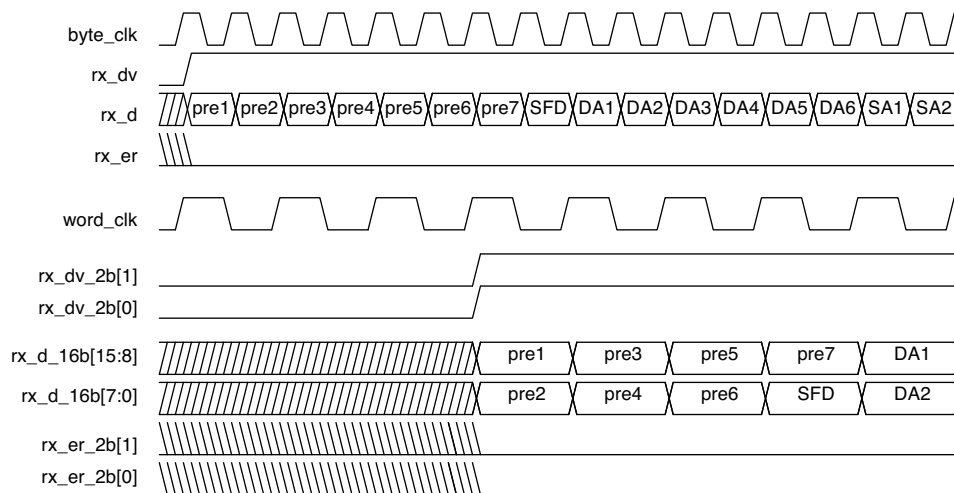 byte_clk
rx_dv
rx_d pre1 pre2 pre3 pre4 pre5 pre6 pre7 SFD DA1 DA2 DA3 DA4 DA5 DA6 SA1 SA2
rx_er
word_clk
rx_dv_2b[1]
rx_dv_2b[0]
rx_d_16b[15:8] pre1 pre3 pre5 pre7 DA1
rx_d_16b[7:0] pre2 pre4 pre6 SFD DA2
rx_er_2b[1]
rx_er_2b[0]